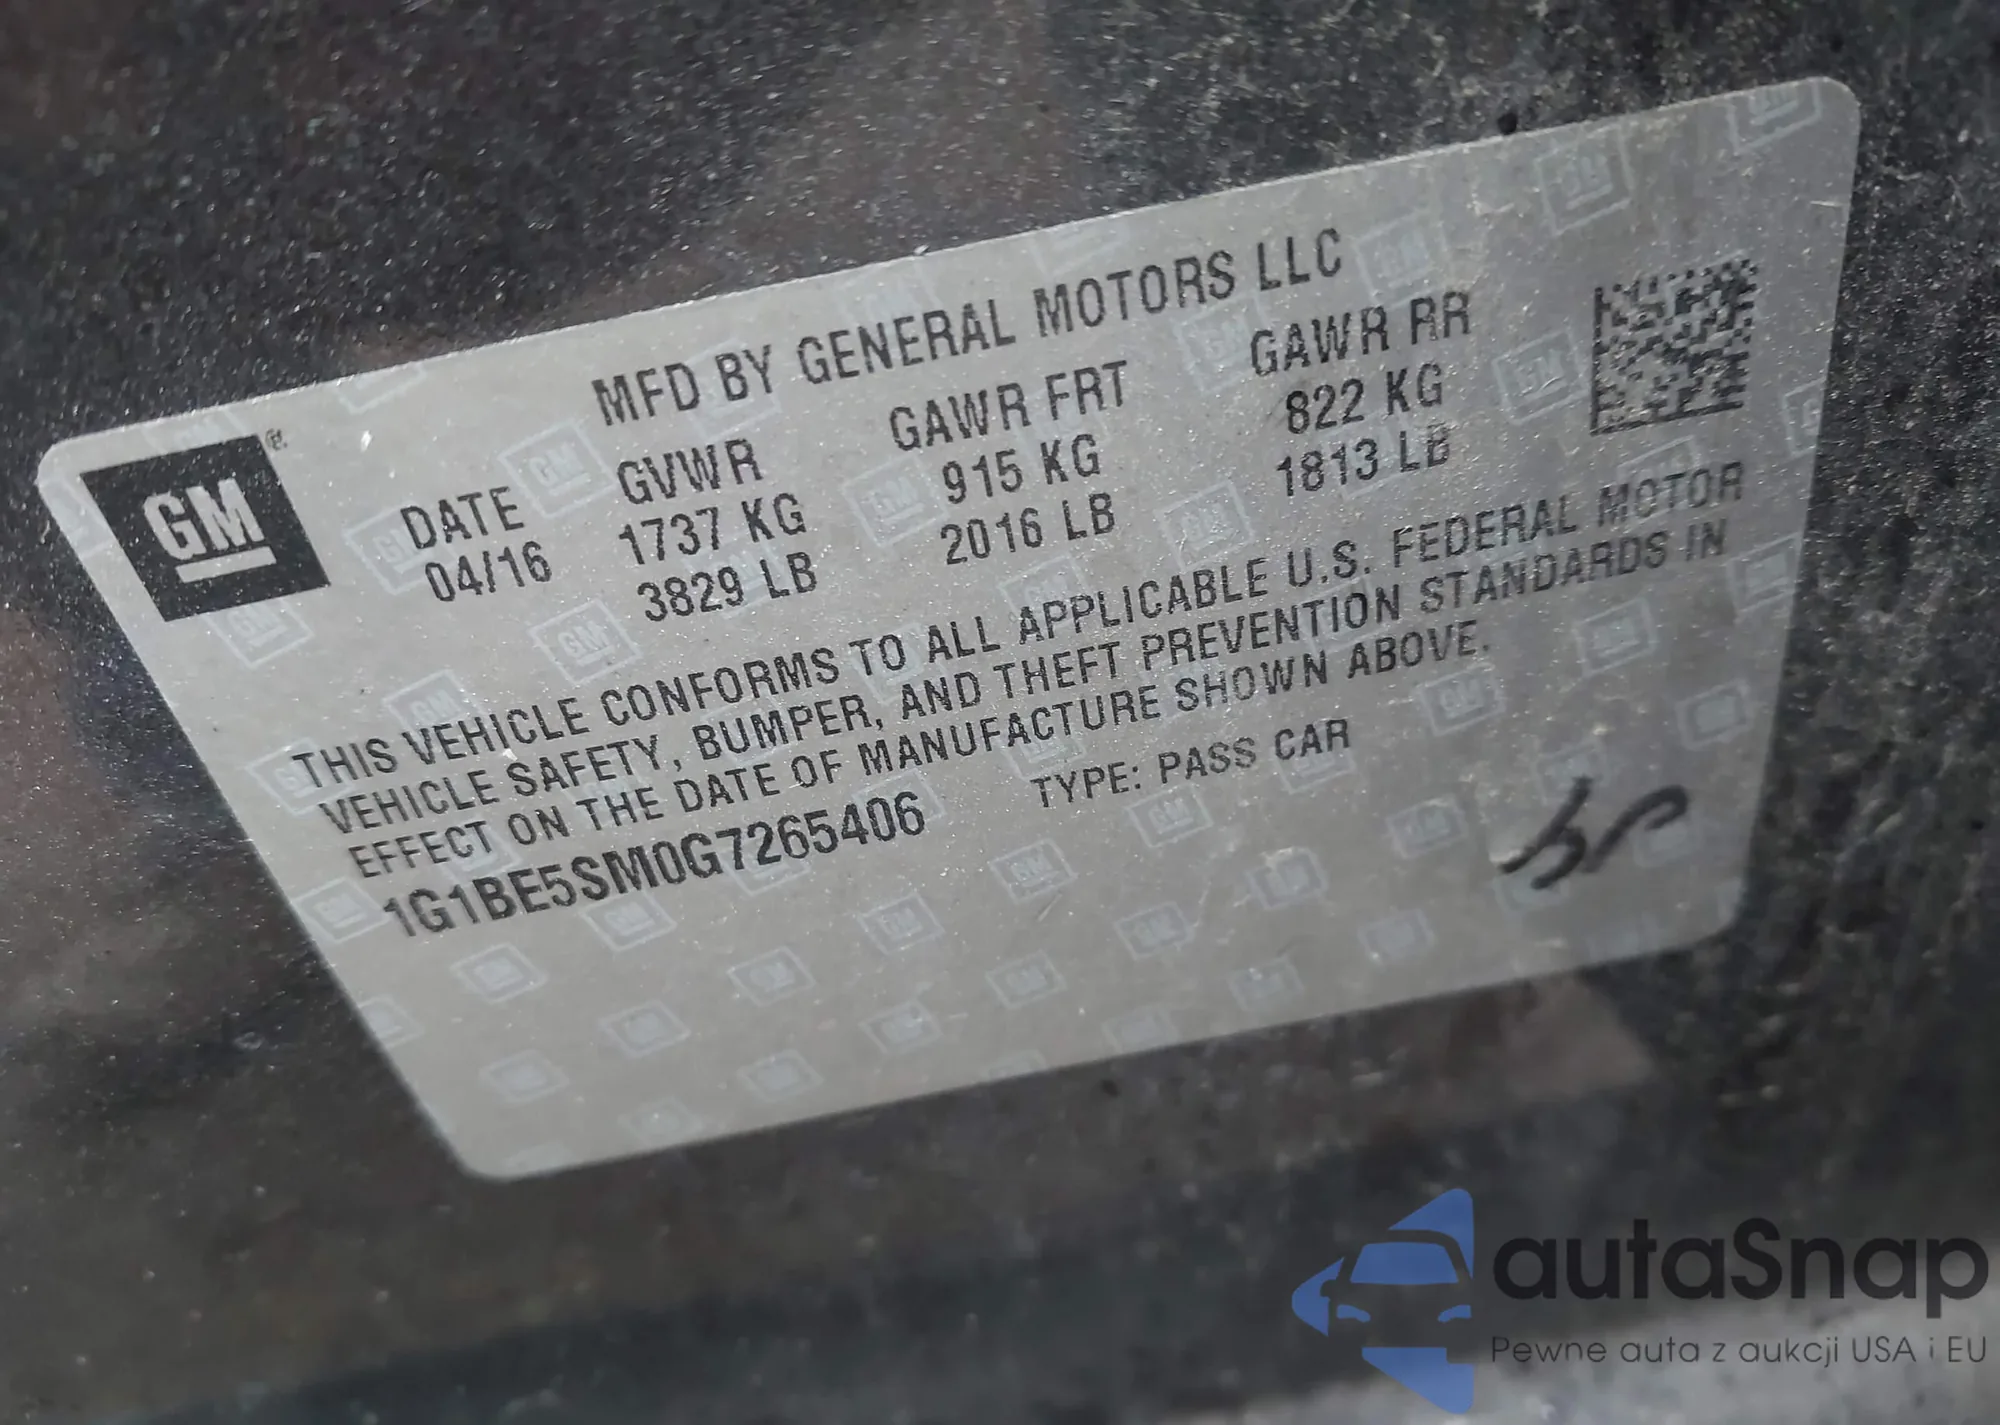 MFD BY GENERAL MOTORS LLC
GM ®
DATE GVWR GAWR FRT GAWR RR
04/16 1737 KG 915 KG 822 KG
3829 LB 2016 LB 1813 LB
THIS VEHICLE CONFORMS TO ALL APPLICABLE U.S. FEDERAL MOTOR
VEHICLE SAFETY, BUMPER, AND THEFT PREVENTION STANDARDS IN
EFFECT ON THE DATE OF MANUFACTURE SHOWN ABOVE.
1G1BE5SM0G7265406 TYPE: PASS CAR
autaSnap
Pewne auta z aukcji USA i EU